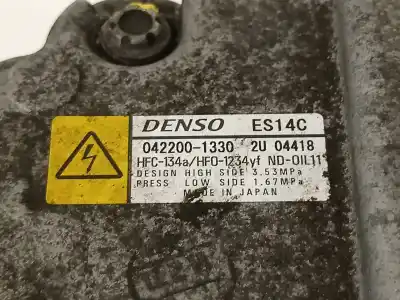 DENSO ES14C
042200-1330 2U 04418
HFC-134a/HFO-1234yf ND-OIL11
DESIGN HIGH SIDE 3.53MPa
PRESS LOW SIDE 1.67MPa
MADE IN JAPAN